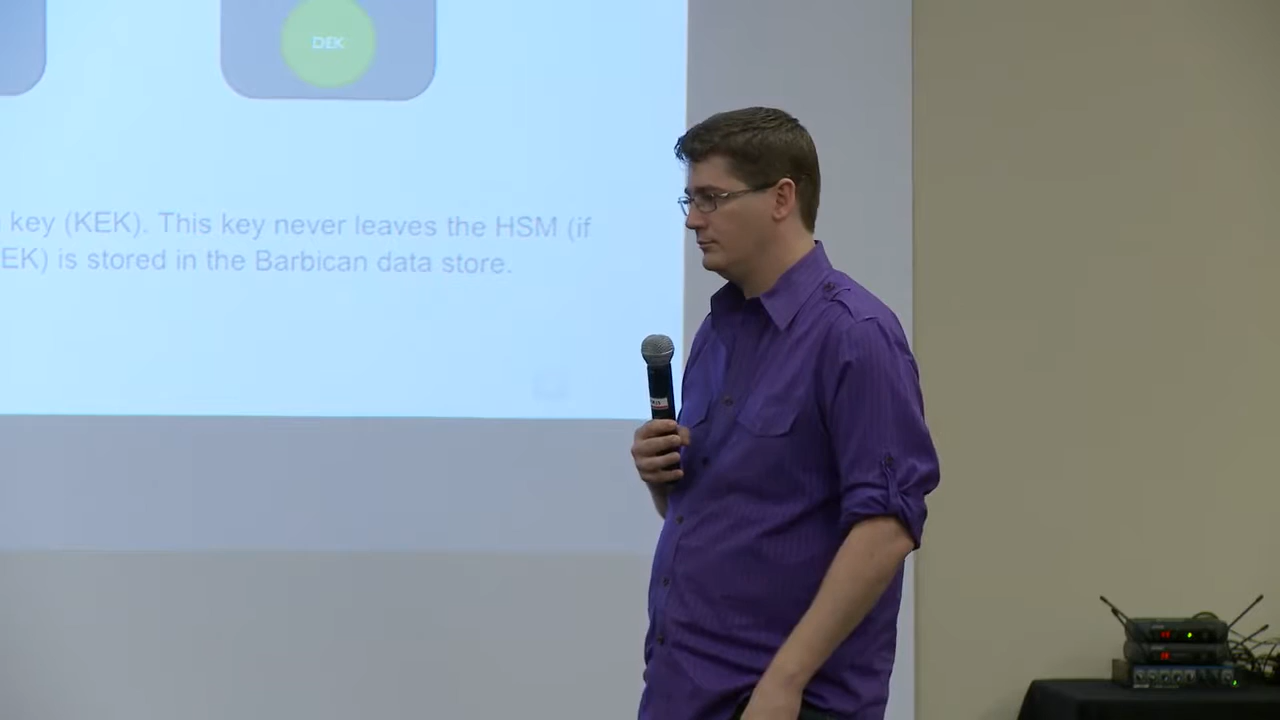 DEK
key (KEK). This key never leaves the HSM (if
EK) is stored in the Barbican data store.